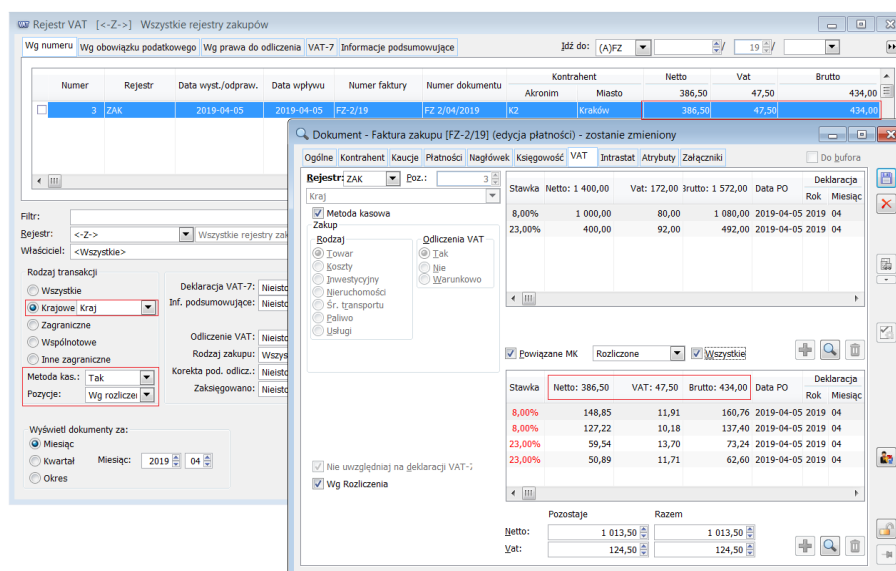 Rejestr VAT [<-Z->] Wszystkie rejestry zakupów
Wg numeru Wg obowiązku podatkowego Wg prawa do odliczenia VAT-7 Informacje podsumowujące Idź do: (A)FZ / 19 /
Kontrahent Netto Vat Brutto
Numer Rejestr Data wyst./odpraw. Data wpływu Numer faktury Numer dokumentu Akronim Miasto 386,50 47,50 434,00
3 ZAK 2019-04-05 2019-04-05 FZ-2/19 FZ 2/04/2019 K2 Kraków 386,50 47,50 434,00
Filtr:
Rejestr: <-Z-> Wszystkie rejestry zak
Właściciel: <Wszystkie>
Rodzaj transakcji
Wszystkie
Krajowe Kraj
Zagraniczne
Wspólnotowe
Inne zagraniczne
Metoda kas.: Tak
Pozycje: Wg rozliczeń
Deklaracja VAT-7: Nieisto
Inf. podsumowujące: Nieisto
Odliczenie VAT: Nieisto
Rodzaj zakupu: Wszys
Korekta pod. odlicz.: Nieisto
Zaksięgowano: Nieisto
Wyświetl dokumenty za:
Miesiąc
Kwartał Miesiąc: 2019 04
Okres
Dokument - Faktura zakupu [FZ-2/19] (edycja płatności) - zostanie zmieniony
Ogólne Kontrahent Kaucje Płatności Nagłówek Księgowość VAT Intrastat Atrybuty Załączniki Do bufora
Rejestr: ZAK Poz.: 3
Kraj
Metoda kasowa
Zakup
Rodzaj
Towar
Koszty
Inwestycyjny
Nieruchomości
Śr. transportu
Paliwo
Usługi
Odliczenia VAT
Tak
Nie
Warunkowo
Nie uwzględniaj na deklaracji VAT-7
Wg Rozliczenia
Stawka Netto: 1 400,00 Vat: 172,00 Brutto: 1 572,00 Data PO Deklaracja
Rok Miesiąc
8,00% 1 000,00 80,00 1 080,00 2019-04-05 2019 04
23,00% 400,00 92,00 492,00 2019-04-05 2019 04
Powiązane MK Rozliczone Wszystkie
Stawka Netto: 386,50 VAT: 47,50 Brutto: 434,00 Data PO Deklaracja
Rok Miesiąc
8,00% 148,85 11,91 160,76 2019-04-05 2019 04
8,00% 127,22 10,18 137,40 2019-04-05 2019 04
23,00% 59,54 13,70 73,24 2019-04-05 2019 04
23,00% 50,89 11,71 62,60 2019-04-05 2019 04
Pozostaje Razem
Netto: 1 013,50 1 013,50
Vat: 124,50 124,50